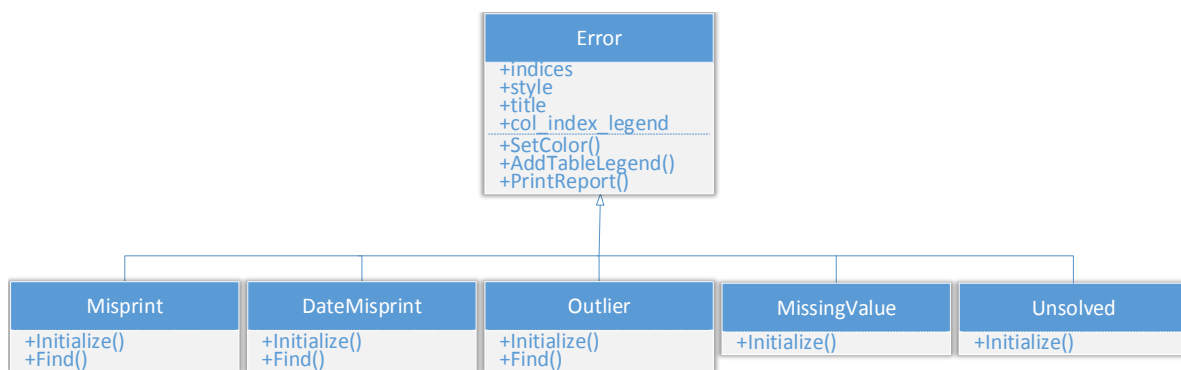 Error
+indices
+style
+title
+col_index_legend
+SetColor()
+AddTableLegend()
+PrintReport()
Misprint
+Initialize()
+Find()
DateMisprint
+Initialize()
+Find()
Outlier
+Initialize()
+Find()
MissingValue
+Initialize()
Unsolved
+Initialize()